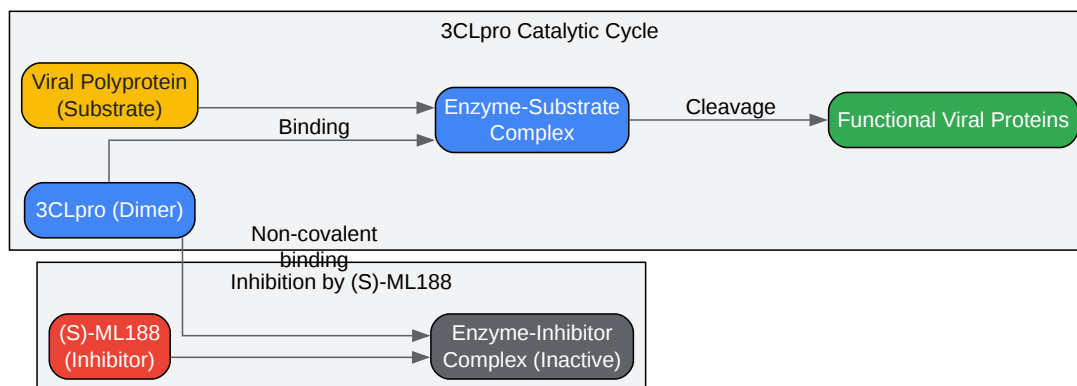 3CLpro Catalytic Cycle
Viral Polyprotein
(Substrate)
Binding
Enzyme-Substrate
Complex
Cleavage
Functional Viral Proteins
3CLpro (Dimer)
Non-covalent
binding
Inhibition by (S)-ML188
(S)-ML188
(Inhibitor)
Enzyme-Inhibitor
Complex (Inactive)